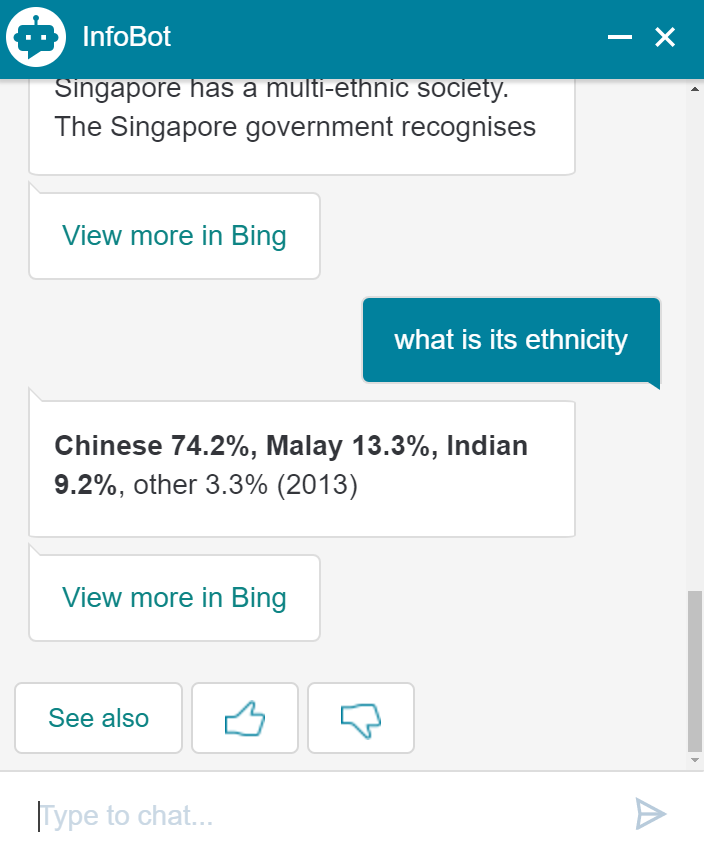 InfoBot
Singapore has a multi-ethnic society.
The Singapore government recognises
View more in Bing
what is its ethnicity
Chinese 74.2%, Malay 13.3%, Indian
9.2%, other 3.3% (2013)
View more in Bing
See also
Type to chat...